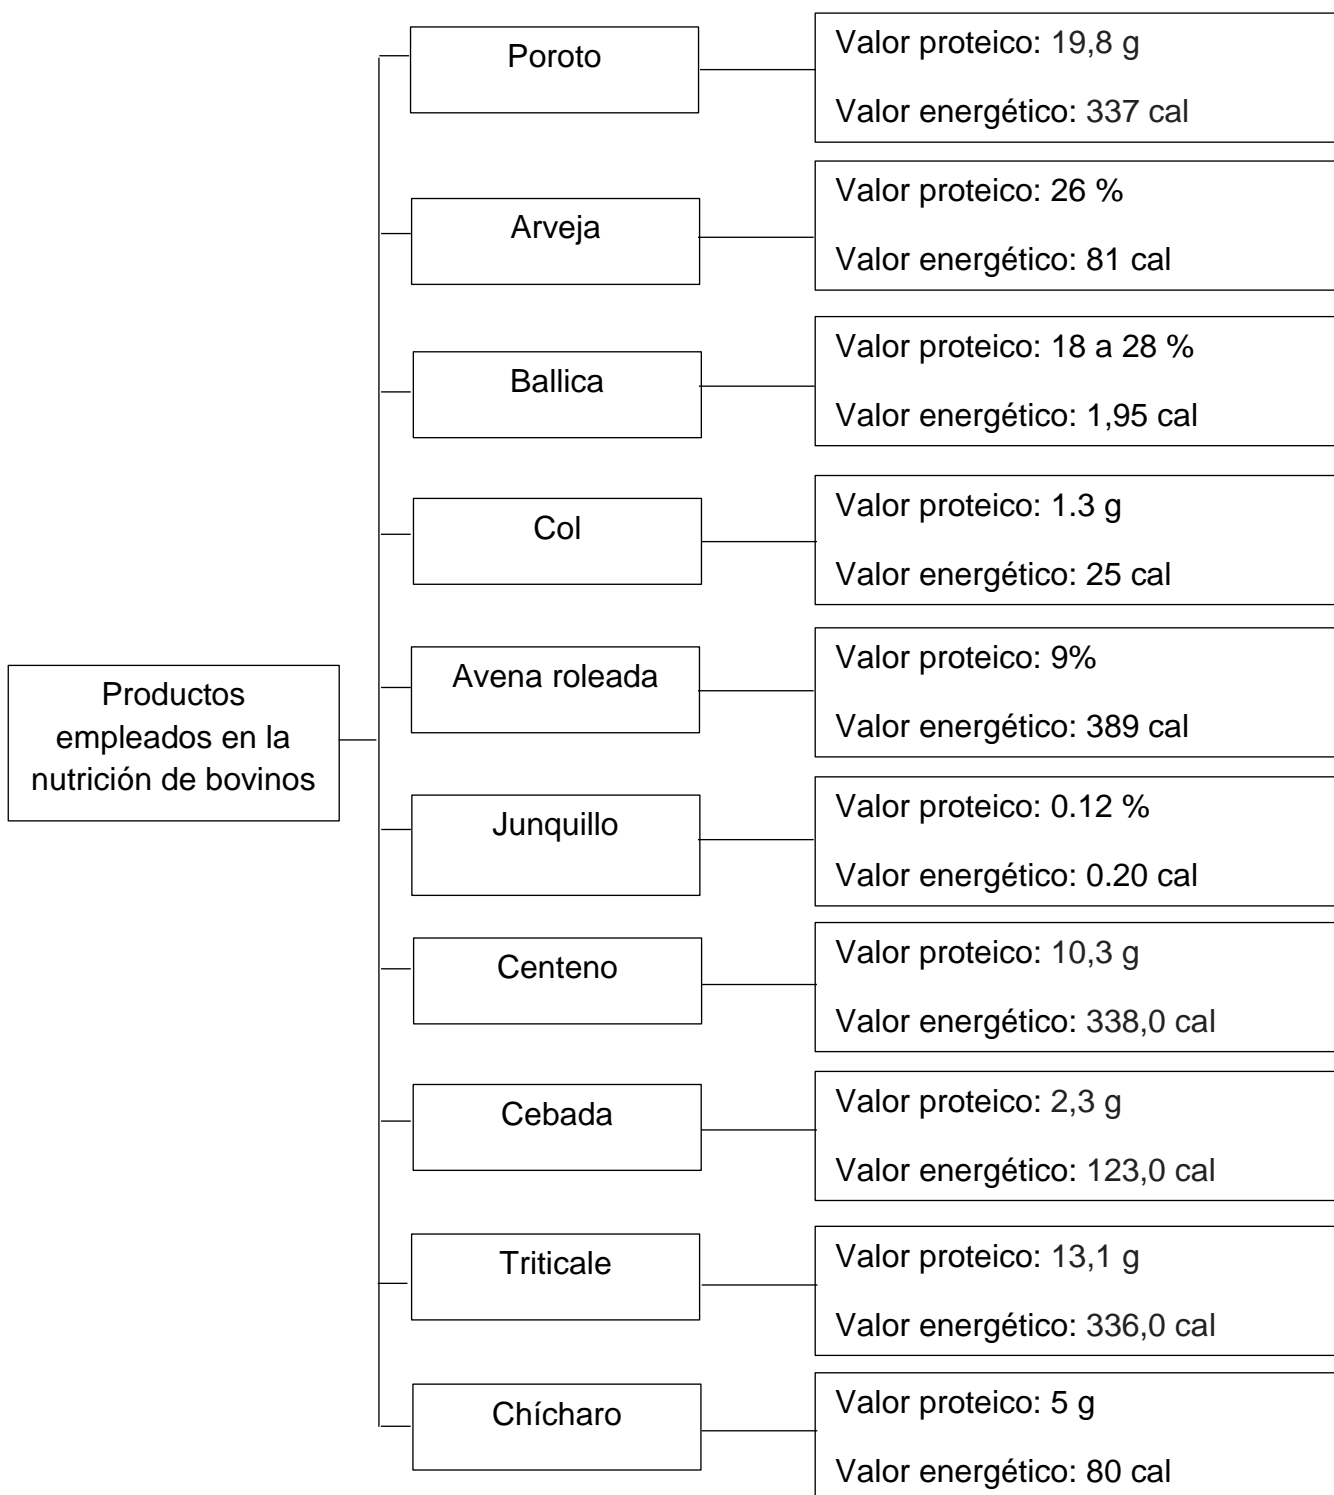 Productos
empleados en la
nutrición de bovinos
Poroto
Valor proteico: 19,8 g
Valor energético: 337 cal
Arveja
Valor proteico: 26 %
Valor energético: 81 cal
Ballica
Valor proteico: 18 a 28 %
Valor energético: 1,95 cal
Col
Valor proteico: 1.3 g
Valor energético: 25 cal
Avena roleada
Valor proteico: 9%
Valor energético: 389 cal
Junquillo
Valor proteico: 0.12 %
Valor energético: 0.20 cal
Centeno
Valor proteico: 10,3 g
Valor energético: 338,0 cal
Cebada
Valor proteico: 2,3 g
Valor energético: 123,0 cal
Triticale
Valor proteico: 13,1 g
Valor energético: 336,0 cal
Chícharo
Valor proteico: 5 g
Valor energético: 80 cal